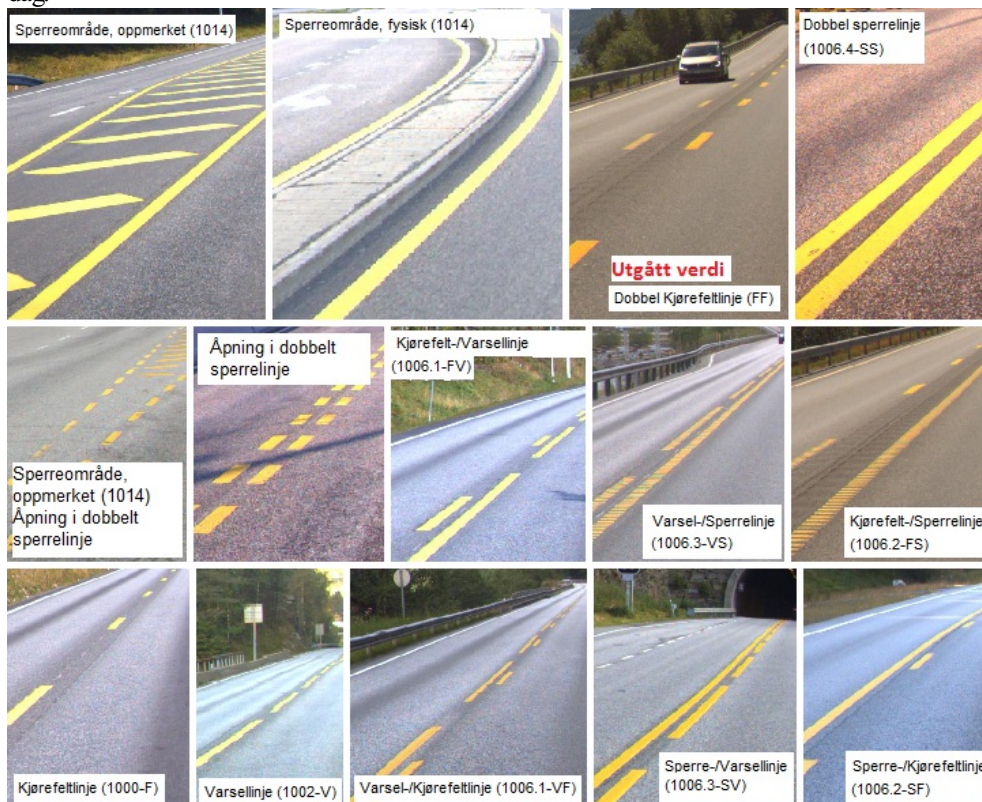 dag.
Sperreområde, oppmerket (1014)
Sperreområde, fysisk (1014)
Utgått verdi
Dobbel Kjørefeltlinje (FF)
Dobbel sperrelinje
(1006.4-SS)
Sperreområde,
oppmerket (1014)
Åpning i dobbelt
sperrelinje
Åpning i dobbelt
sperrelinje
Kjørefelt-/Varsellinje
(1006.1-FV)
Varsel-/Sperrelinje
(1006.3-VS)
Kjørefelt-/Sperrelinje
(1006.2-FS)
Kjørefeltlinje (1000-F)
Varsellinje (1002-V)
Varsel-/Kjørefeltlinje (1006.1-VF)
Sperre-/Varsellinje
(1006.3-SV)
Sperre-/Kjørefeltlinje
(1006.2-SF)